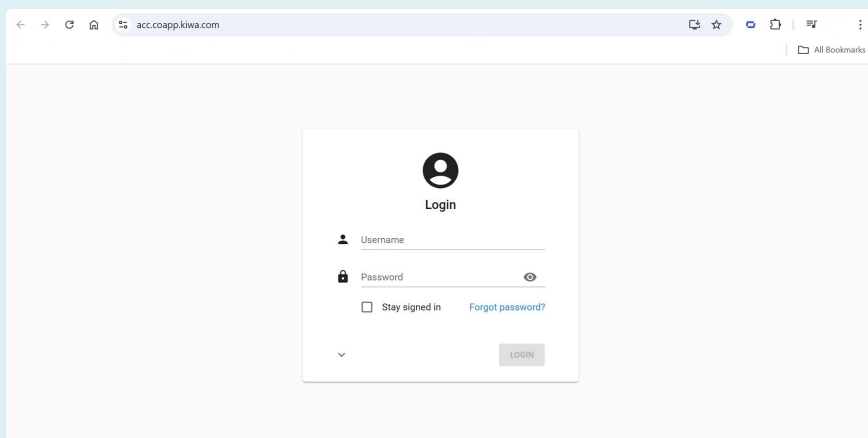 acc.coapp.kiwa.com
All Bookmarks
Login
Username
Password
Stay signed in Forgot password?
LOGIN